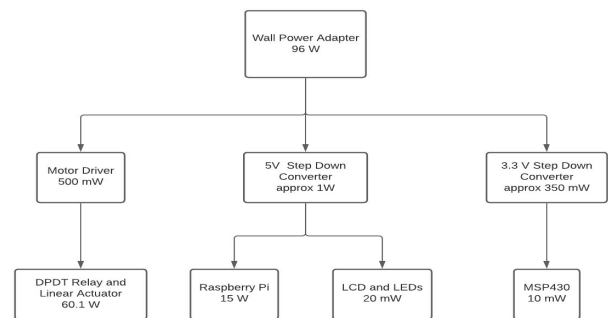 Wall Power Adapter
96 W
Motor Driver
500 mW
5V  Step Down
Converter
approx 1W
3.3 V Step Down
Converter
approx 350 mW
DPDT Relay and
Linear Actuator
60.1 W
Raspberry Pi
15 W
LCD and LEDs
20 mW
MSP430
10 mW